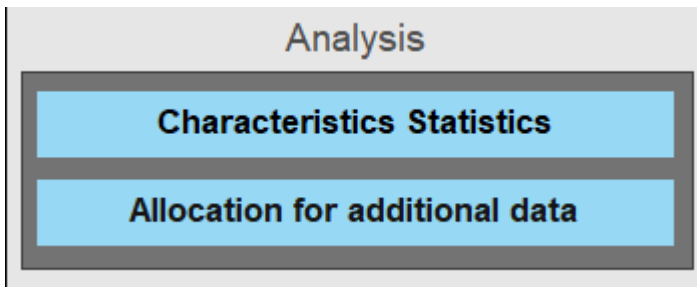 Analysis
Characteristics Statistics
Allocation for additional data